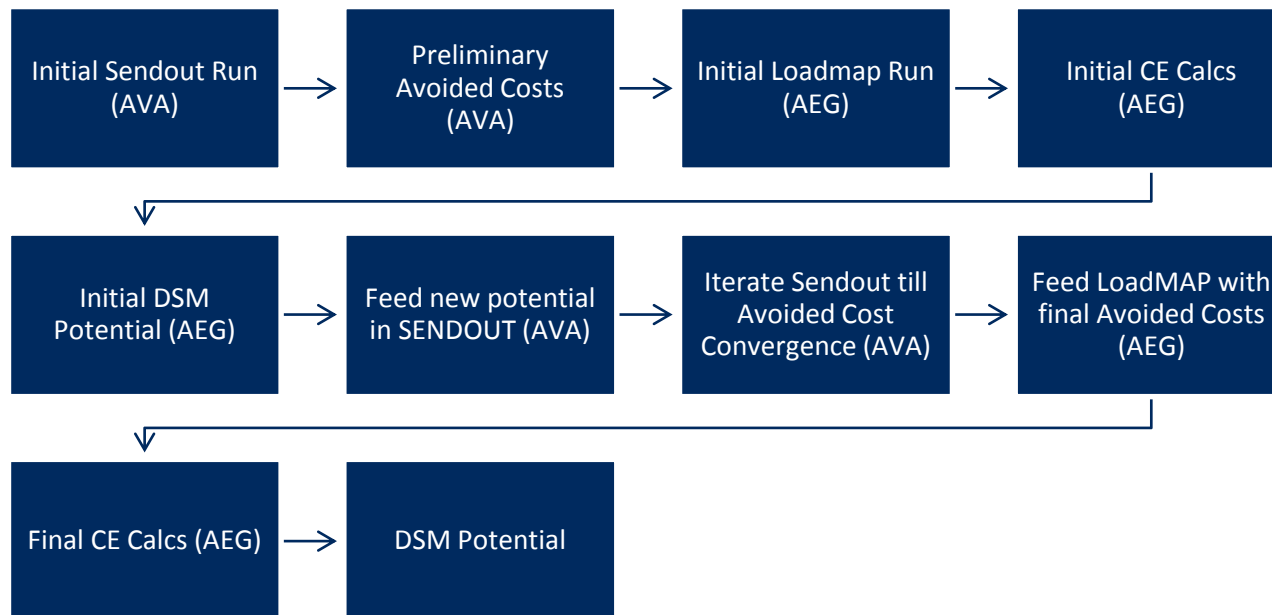 Initial Sendout Run
(AVA)
Preliminary
Avoided Costs
(AVA)
Initial Loadmap Run
(AEG)
Initial CE Calcs
(AEG)
Initial DSM
Potential (AEG)
Feed new potential
in SENDOUT (AVA)
Iterate Sendout till
Avoided Cost
Convergence (AVA)
Feed LoadMAP with
final Avoided Costs
(AEG)
Final CE Calcs (AEG)
DSM Potential